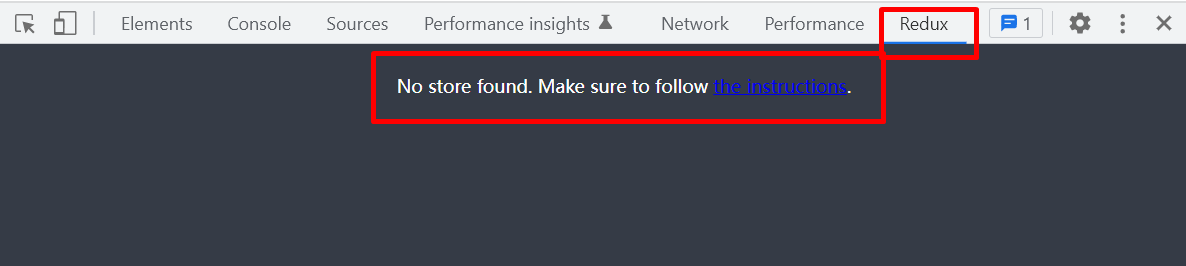 Elements Console Sources Performance insights Network Performance Redux 1
No store found. Make sure to follow the instructions.